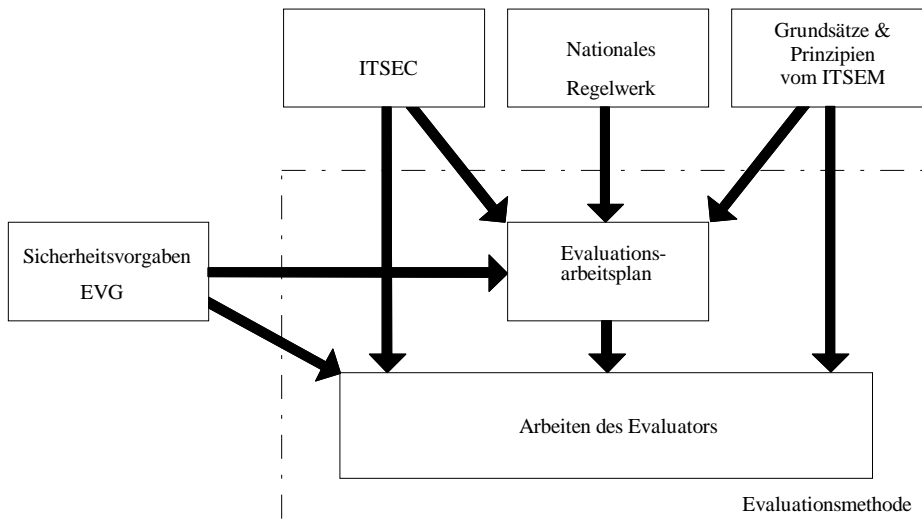 ITSEC
Nationales
Regelwerk
Grundsätze &
Prinzipien
vom ITSEM
Sicherheitsvorgaben
EVG
Evaluations-
arbeitsplan
Arbeiten des Evaluators
Evaluationsmethode